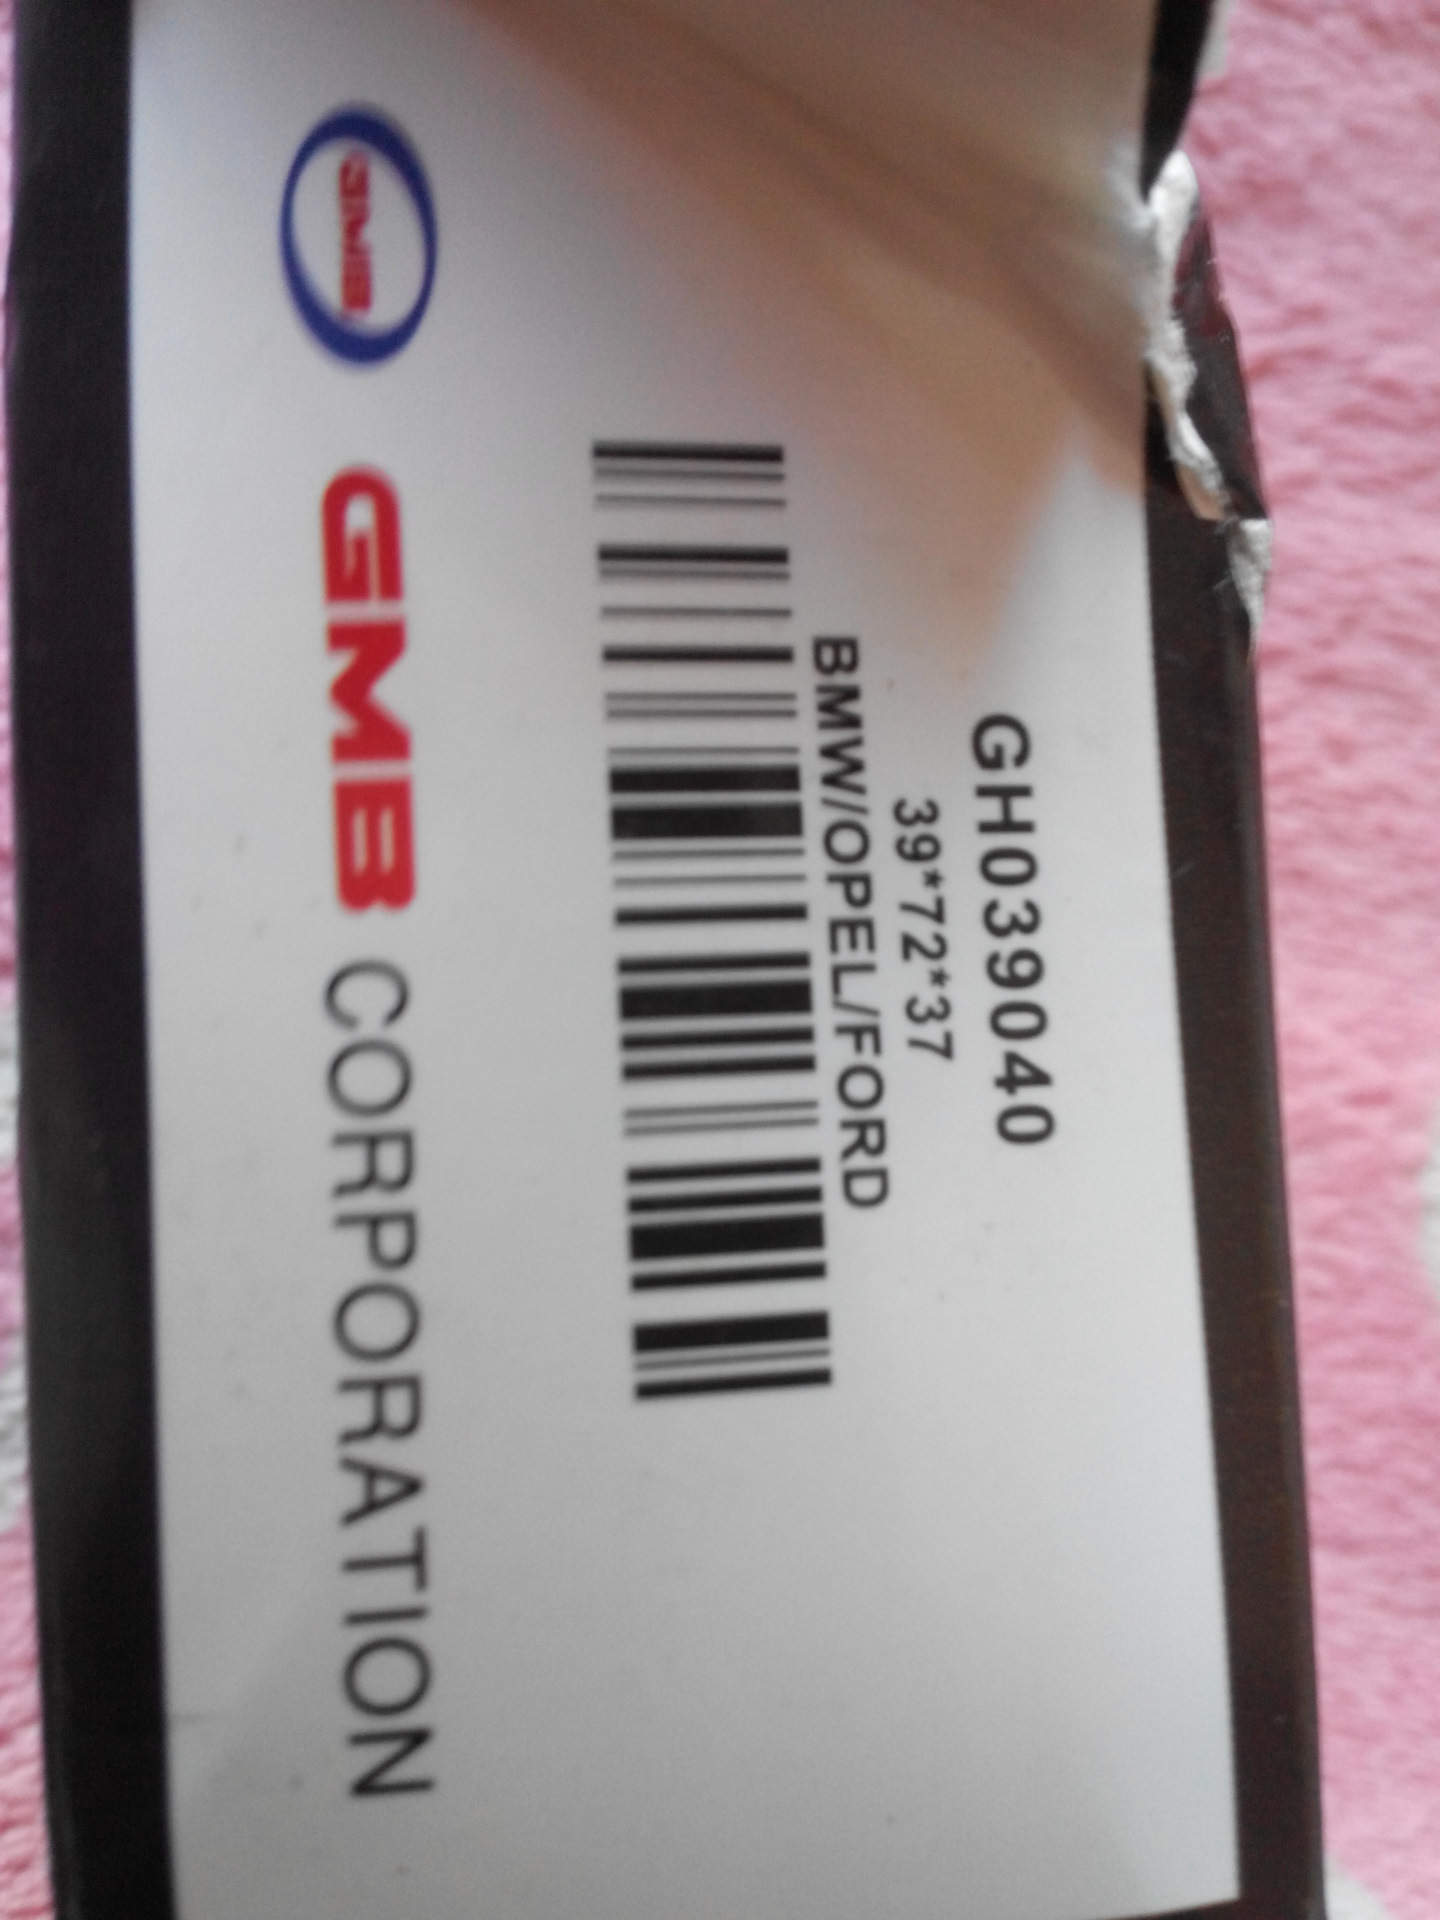 GH039040
39*72*37
BMW/OPEL/FORD
GMB
GMB CORPORATION